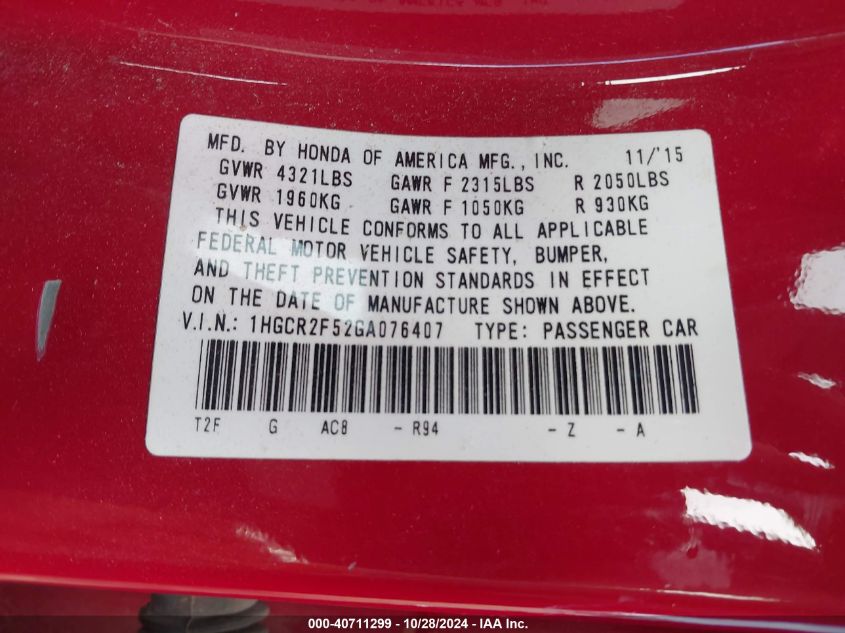 MFD. BY HONDA OF AMERICA MFG., INC. 11/'15
GVWR 4321LBS GAWR F 2315LBS R 2050LBS
GVWR 1960KG GAWR F 1050KG R 930KG
THIS VEHICLE CONFORMS TO ALL APPLICABLE
FEDERAL MOTOR VEHICLE SAFETY, BUMPER,
AND THEFT PREVENTION STANDARDS IN EFFECT
ON THE DATE OF MANUFACTURE SHOWN ABOVE.
V.I.N.: 1HGCR2F52GA076407 TYPE: PASSENGER CAR
T2F G AC8 - R94 - Z - A
000-40711299 - 10/28/2024 - IAA Inc.